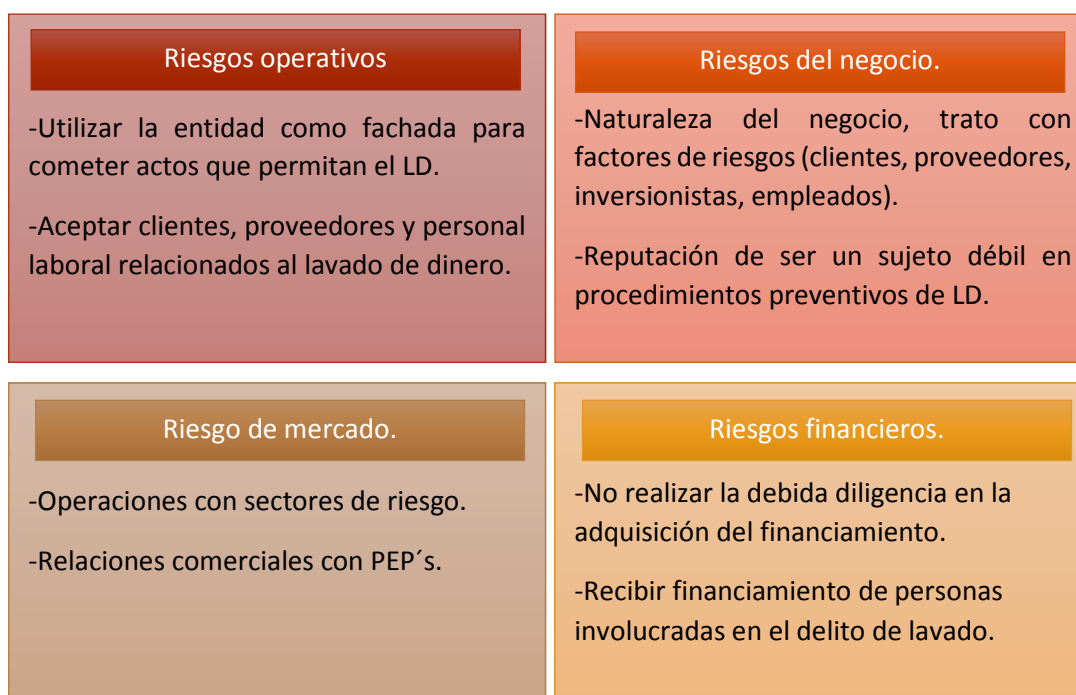 Riesgos operativos
-Utilizar la entidad como fachada para
cometer actos que permitan el LD.
-Aceptar clientes, proveedores y personal
laboral relacionados al lavado de dinero.
Riesgos del negocio.
-Naturaleza del negocio, trato con
factores de riesgos (clientes, proveedores,
inversionistas, empleados).
-Reputación de ser un sujeto débil en
procedimientos preventivos de LD.
Riesgo de mercado.
-Operaciones con sectores de riesgo.
-Relaciones comerciales con PEP´s.
Riesgos financieros.
-No realizar la debida diligencia en la
adquisición del financiamiento.
-Recibir financiamiento de personas
involucradas en el delito de lavado.